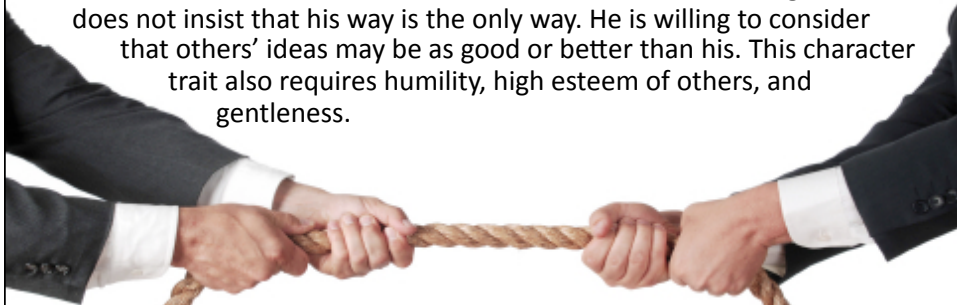 does not insist that his way is the only way. He is willing to consider
that others’ ideas may be as good or better than his. This character
trait also requires humility, high esteem of others, and
gentleness.